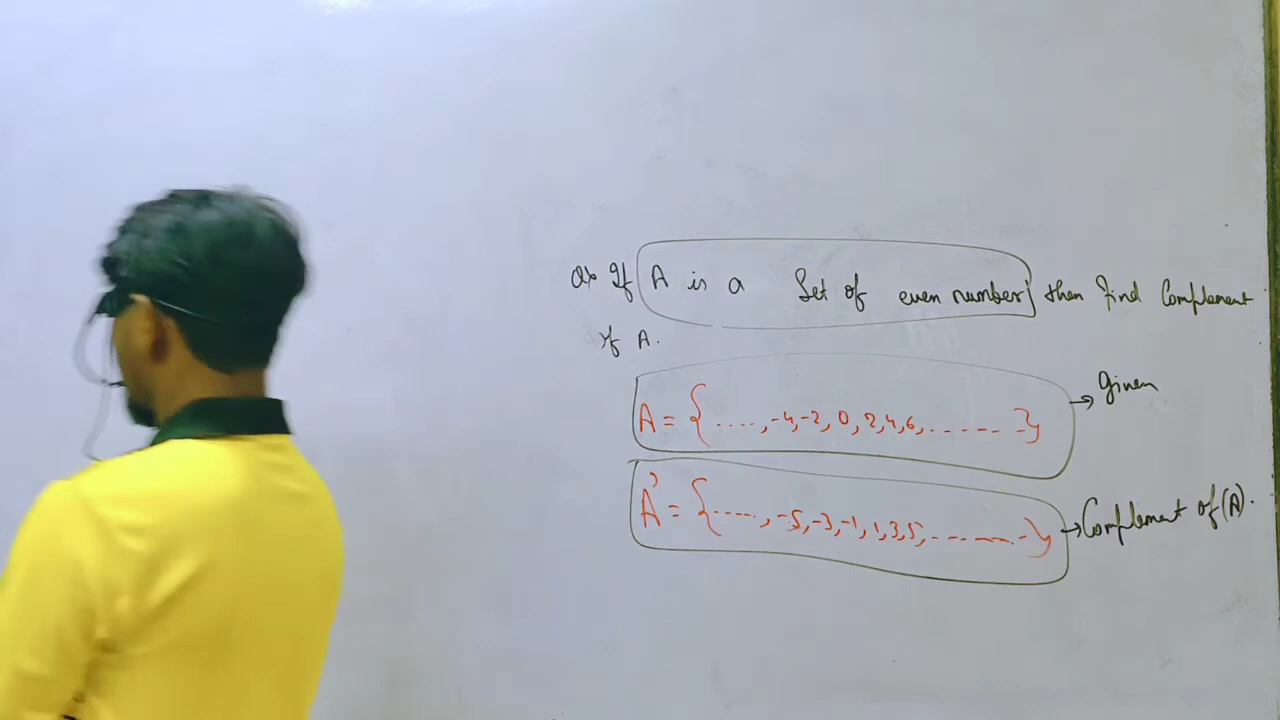 Q. If A is a Set of even number, then Find Complement
of A.
A = {....,-4,-2,0,2,4,6,......-} → Given
A' = {....., -5,-3,-1,1,3,5,........-} → Complement of (A).